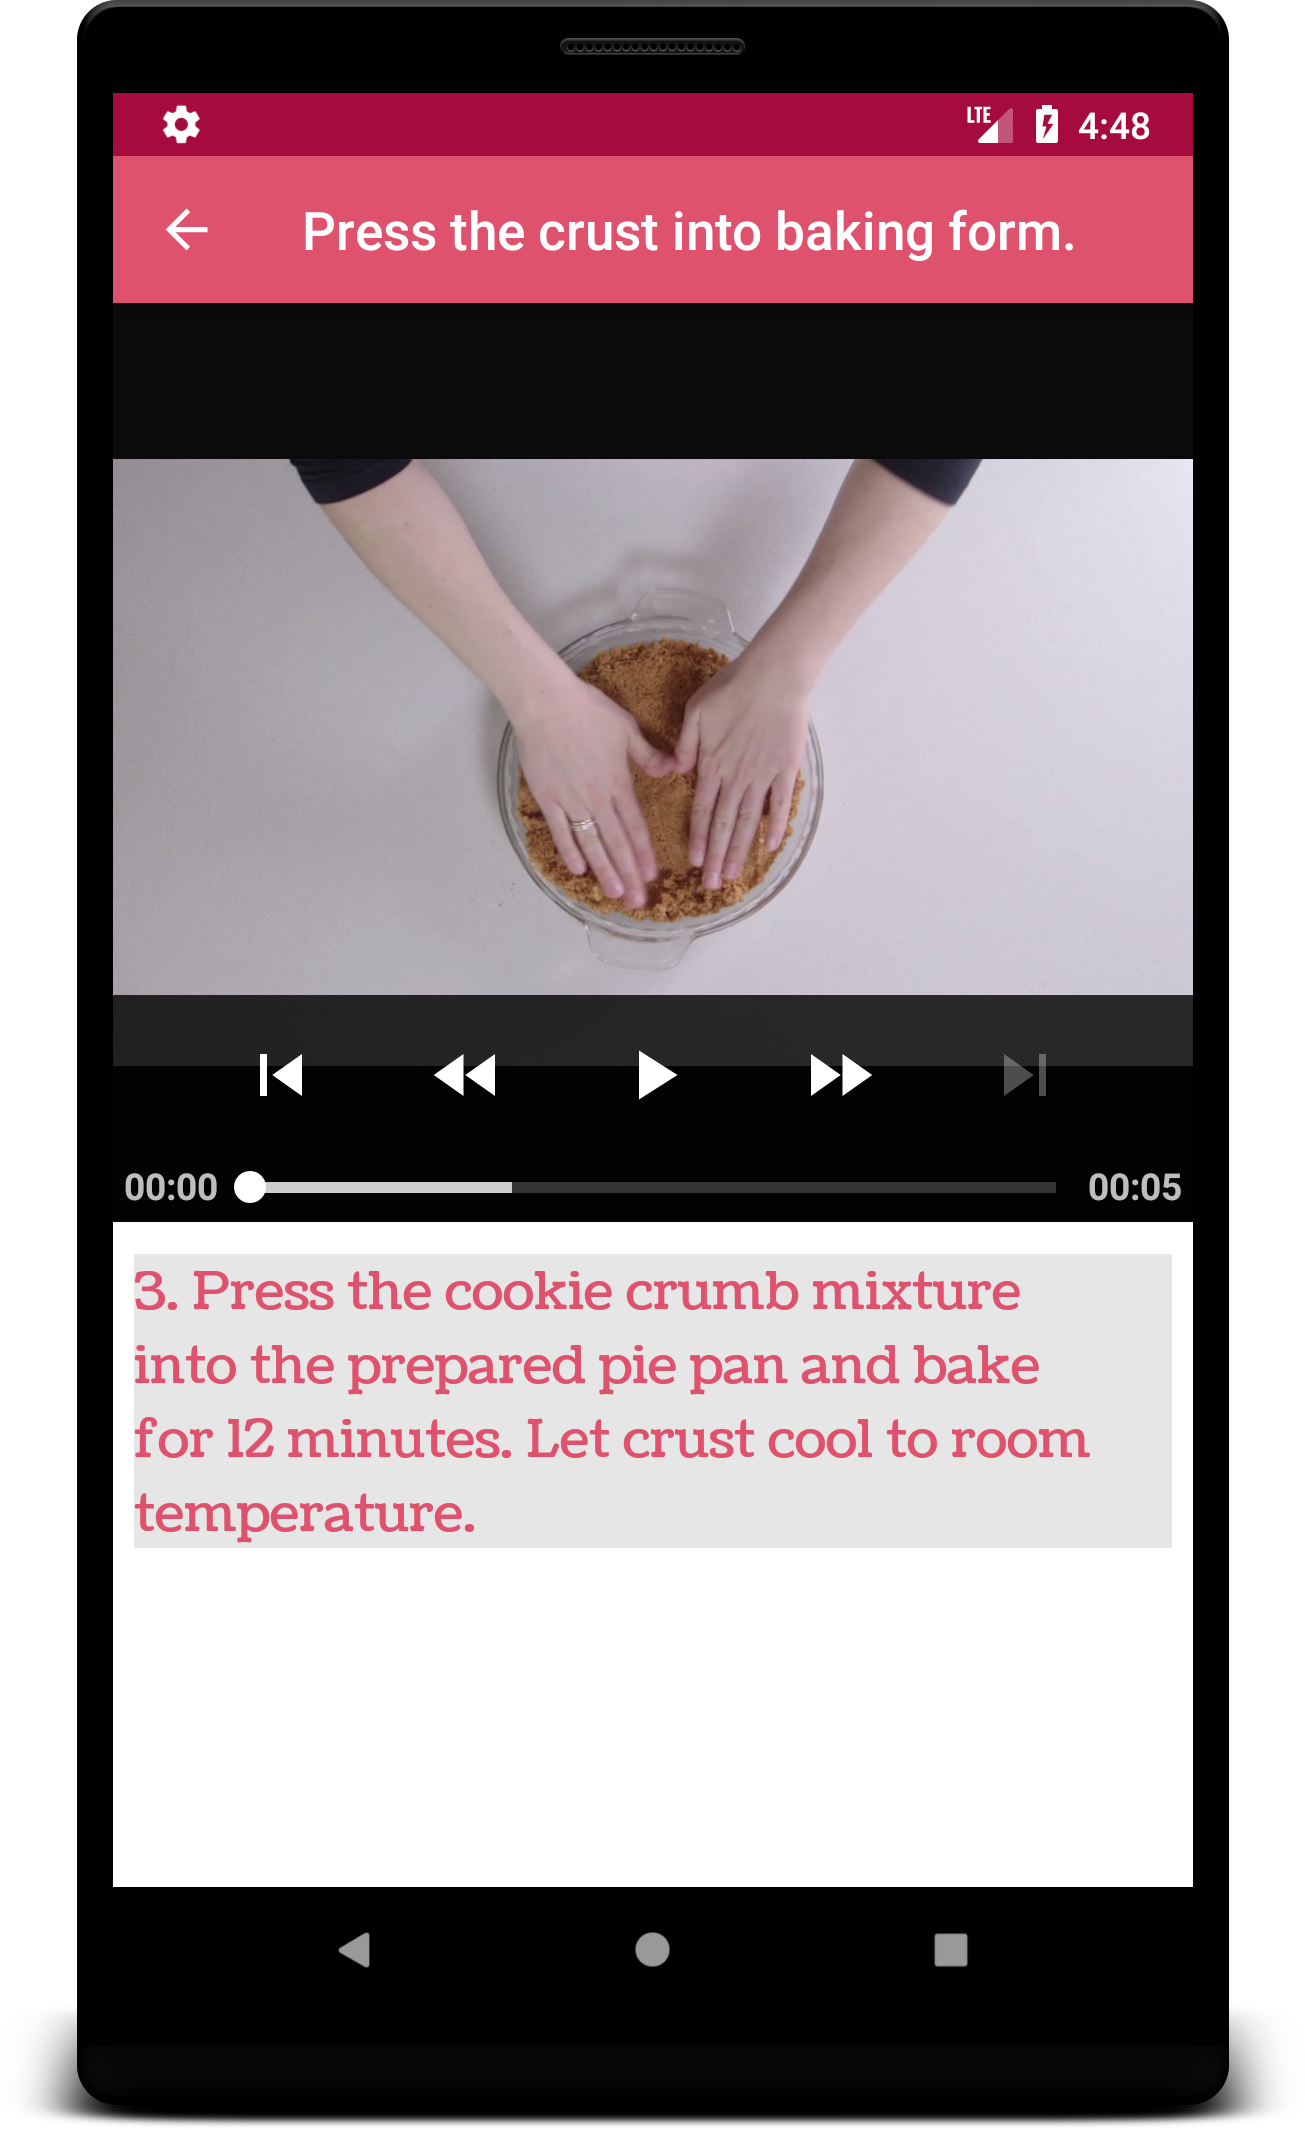 LTE 4:48
Press the crust into baking form.
00:00 00:05
3. Press the cookie crumb mixture
into the prepared pie pan and bake
for 12 minutes. Let crust cool to room
temperature.